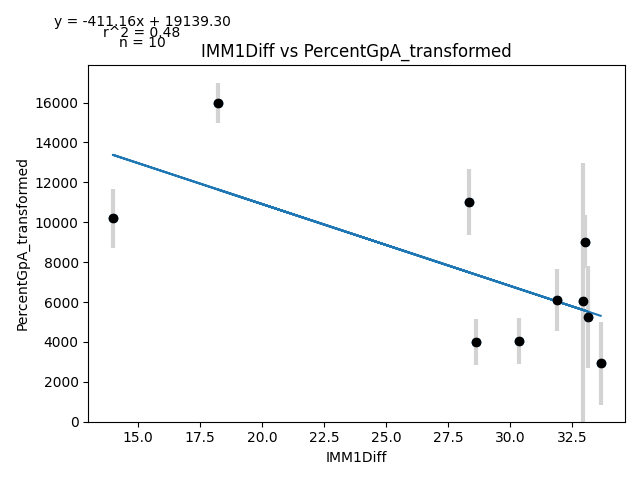 y = -411.16x + 19139.30
r^2 = 0.48
n = 10
IMM1Diff vs PercentGpA_transformed
PercentGpA_transformed
16000
14000
12000
10000
8000
6000
4000
2000
0
15.0 17.5 20.0 22.5 25.0 27.5 30.0 32.5
IMM1Diff